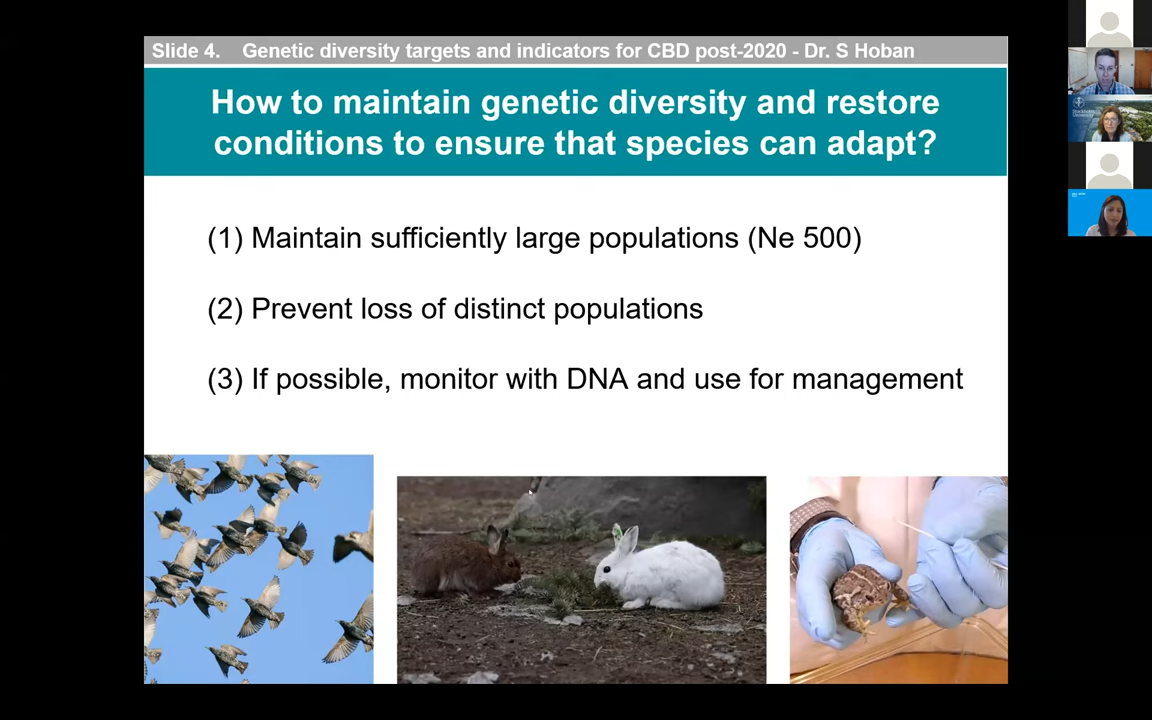 Slide 4. Genetic diversity targets and indicators for CBD post-2020 - Dr. S Hoban
How to maintain genetic diversity and restore
conditions to ensure that species can adapt?
(1) Maintain sufficiently large populations (Ne 500)
(2) Prevent loss of distinct populations
(3) If possible, monitor with DNA and use for management